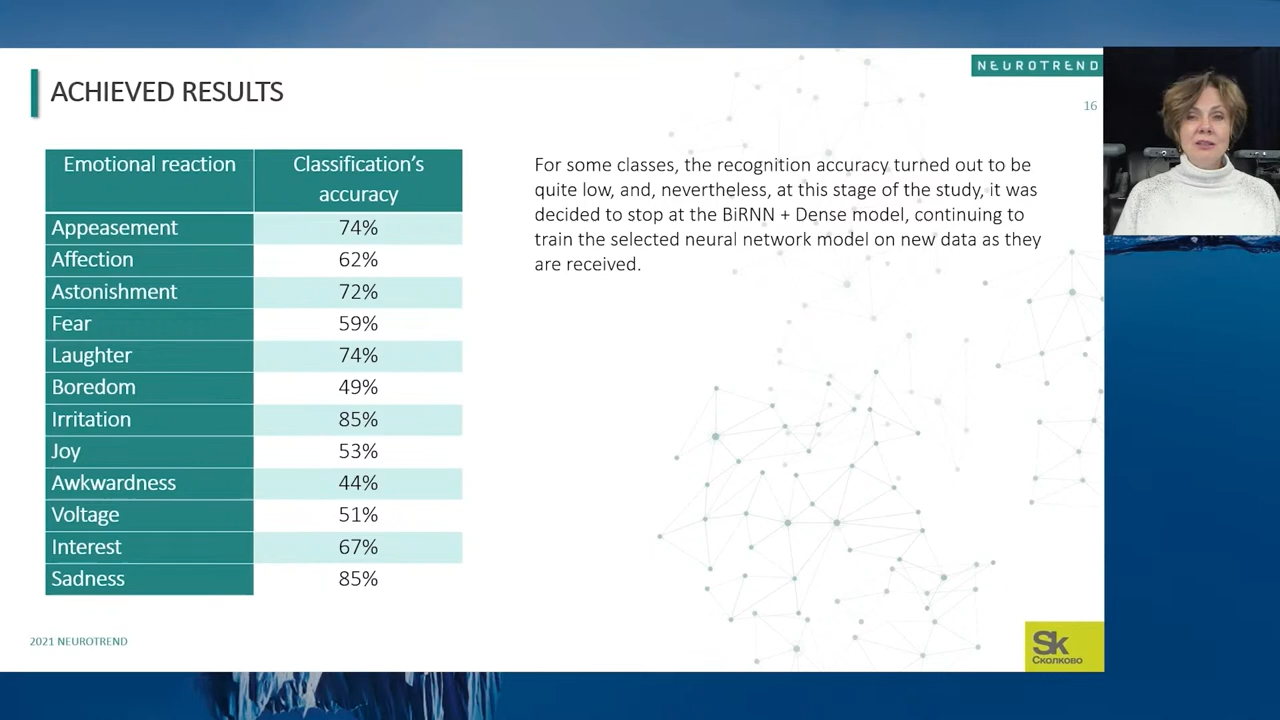 NEUROTREND
ACHIEVED RESULTS
16
Emotional reaction
Classification's
accuracy
Appeasement 74%
Affection 62%
Astonishment 72%
Fear 59%
Laughter 74%
Boredom 49%
Irritation 85%
Joy 53%
Awkwardness 44%
Voltage 51%
Interest 67%
Sadness 85%
For some classes, the recognition accuracy turned out to be
quite low, and, nevertheless, at this stage of the study, it was
decided to stop at the BiRNN + Dense model, continuing to
train the selected neural network model on new data as they
are received.
2021 NEUROTREND
Sk
Сколково